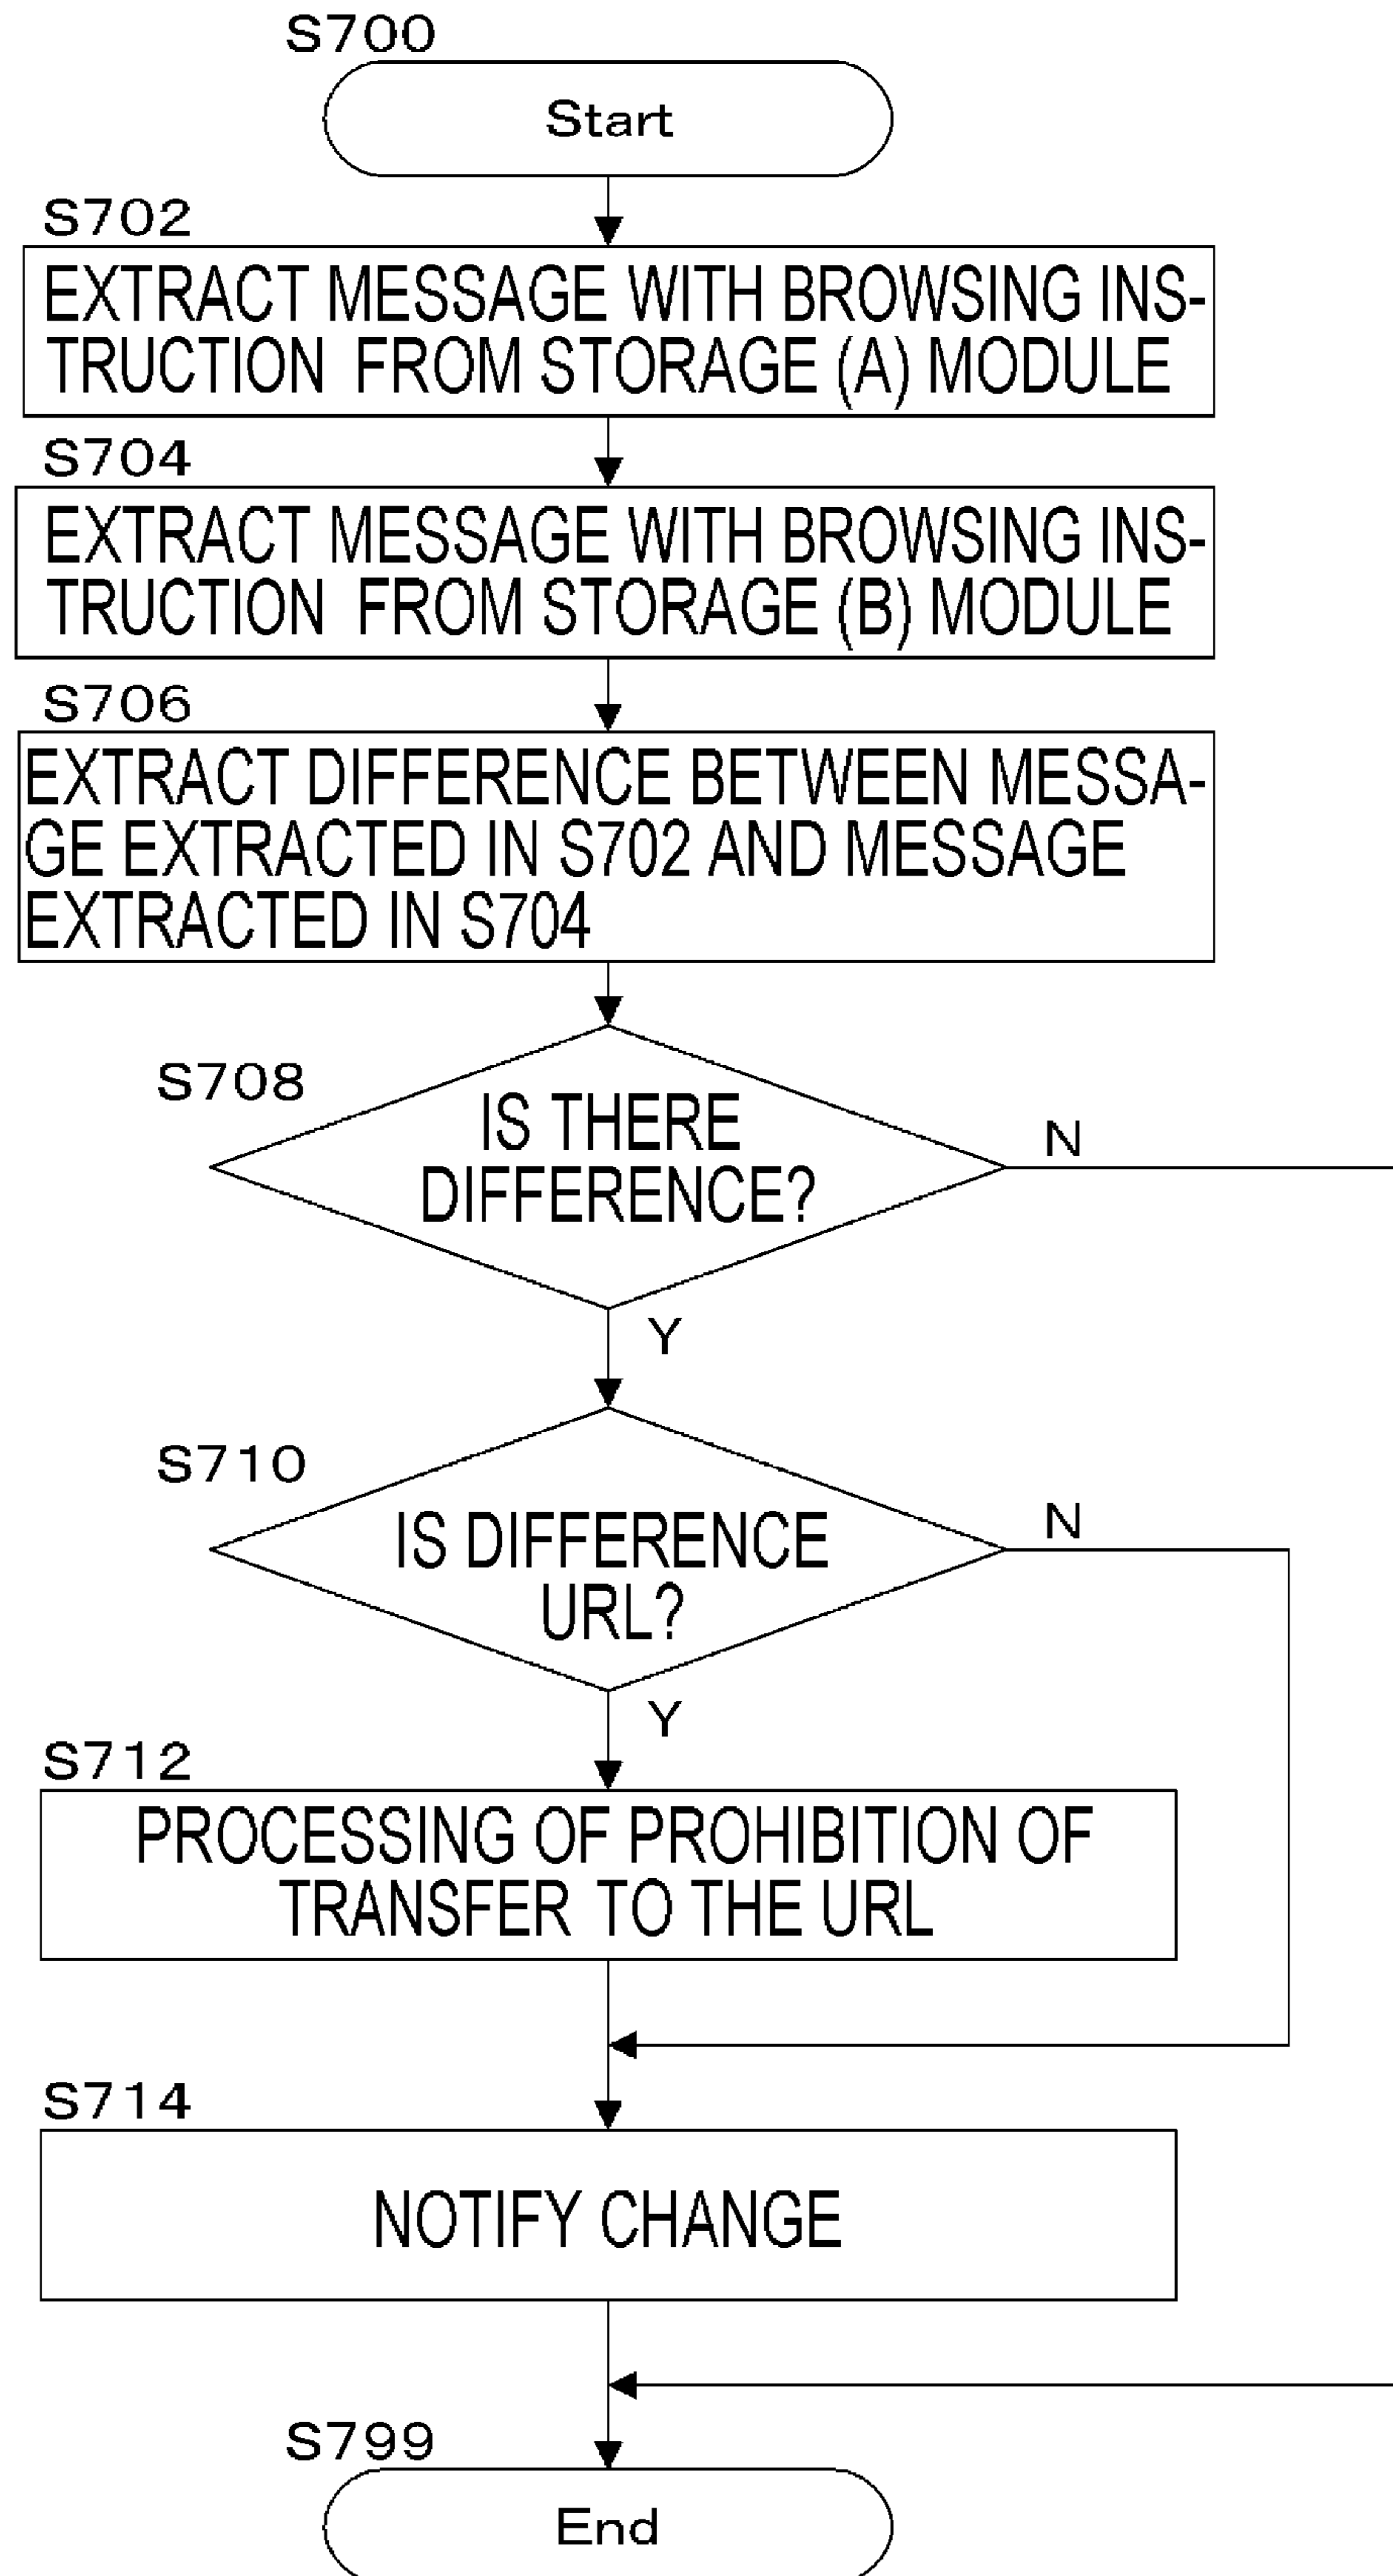 S700
Start
S702
EXTRACT MESSAGE WITH BROWSING INS-
TRUCTION FROM STORAGE (A) MODULE
S704
EXTRACT MESSAGE WITH BROWSING INS-
TRUCTION FROM STORAGE (B) MODULE
S706
EXTRACT DIFFERENCE BETWEEN MESSA-
GE EXTRACTED IN S702 AND MESSAGE
EXTRACTED IN S704
S708
IS THERE
DIFFERENCE?
N
Y
S710
IS DIFFERENCE
URL?
N
Y
S712
PROCESSING OF PROHIBITION OF
TRANSFER TO THE URL
S714
NOTIFY CHANGE
S799
End